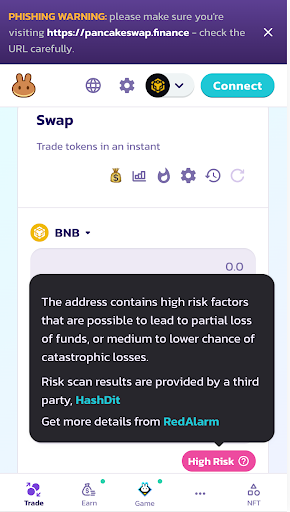 PHISHING WARNING: please make sure you're
visiting https://pancakeswap.finance - check
the URL carefully.
Connect
Swap
Trade tokens in an instant
BNB
0.0
The address contains high risk factors
that are possible to lead to partial loss
of funds, or medium to lower chance of
catastrophic losses.
Risk scan results are provided by a third
party, HashDit
Get more details from RedAlarm
High Risk
Trade
Earn
Game
NFT